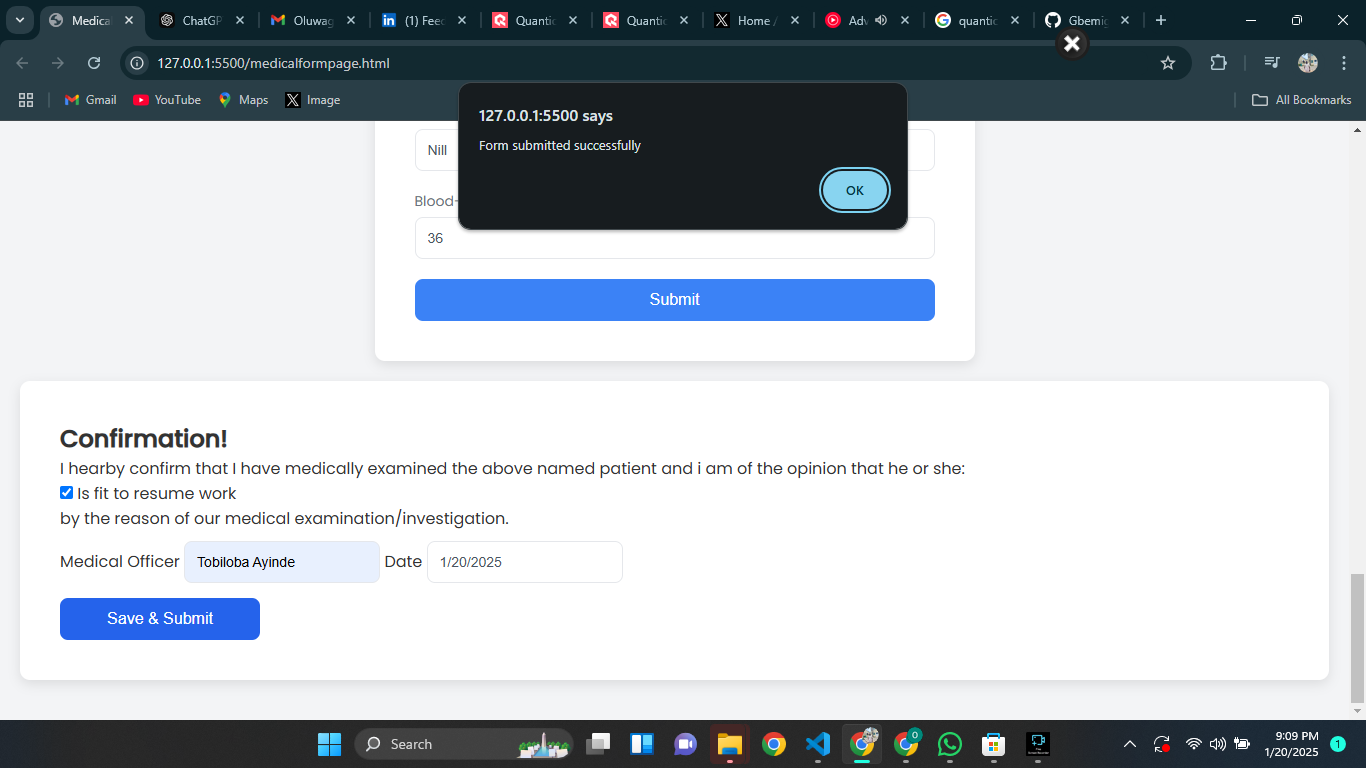 Medica
ChatGP
Oluwag
(1) Feed
Quantic
Quantic
Home /
Adv
quantic
Gbemig
127.0.0.1:5500/medicalformpage.html
Gmail
YouTube
Maps
Image
All Bookmarks
127.0.0.1:5500 says
Form submitted successfully
OK
Nill
Blood-
36
Submit
Confirmation!
I hearby confirm that I have medically examined the above named patient and i am of the opinion that he or she:
Is fit to resume work
by the reason of our medical examination/investigation.
Medical Officer Tobiloba Ayinde Date 1/20/2025
Save & Submit
Search
0
9:09 PM
1/20/2025
1